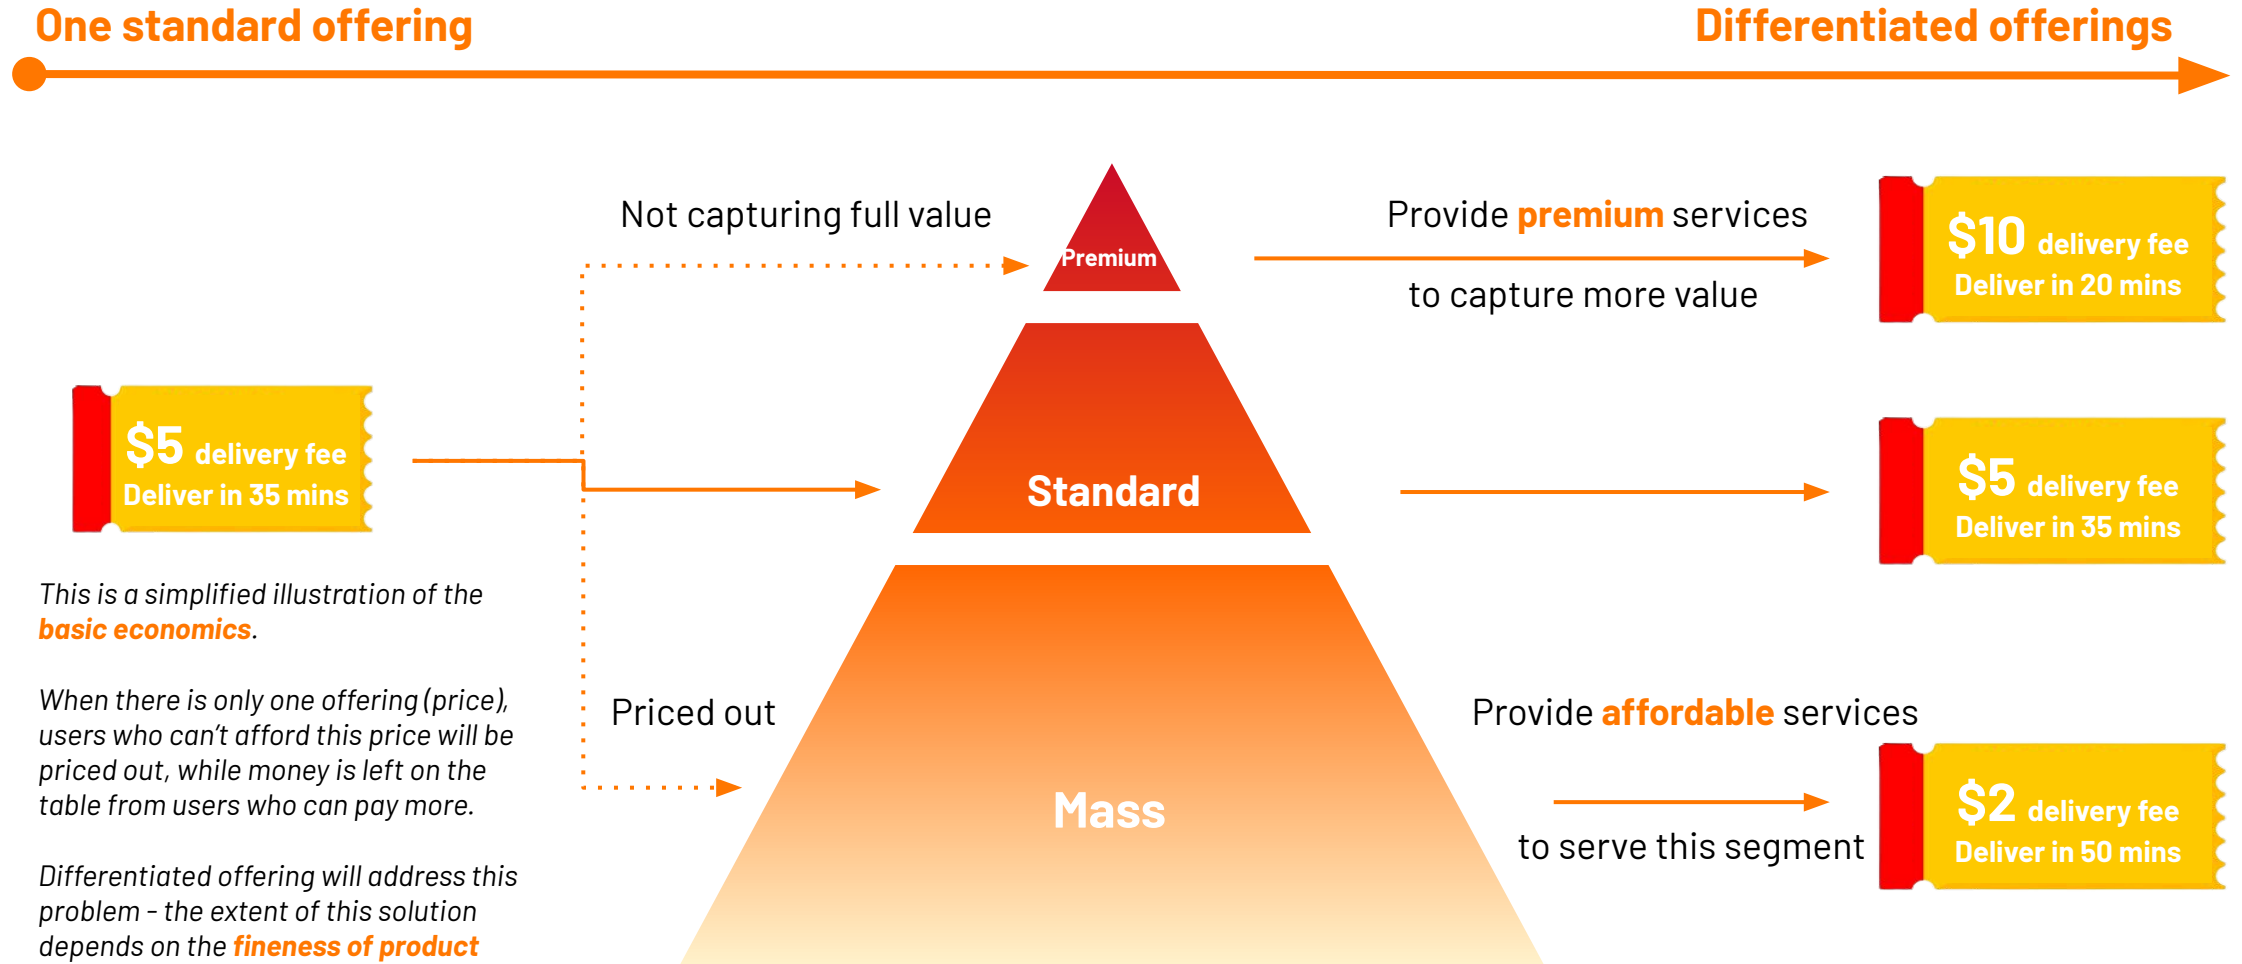 One standard offering
Differentiated offerings
Not capturing full value
Premium
Provide premium services
to capture more value
$10 delivery fee
Deliver in 20 mins
$5 delivery fee
Deliver in 35 mins
Standard
$5 delivery fee
Deliver in 35 mins
This is a simplified illustration of the
basic economics.
When there is only one offering (price),
users who can't afford this price will be
priced out, while money is left on the
table from users who can pay more.
Differentiated offering will address this
problem - the extent of this solution
depends on the fineness of product
Priced out
Mass
Provide affordable services
to serve this segment
$2 delivery fee
Deliver in 50 mins